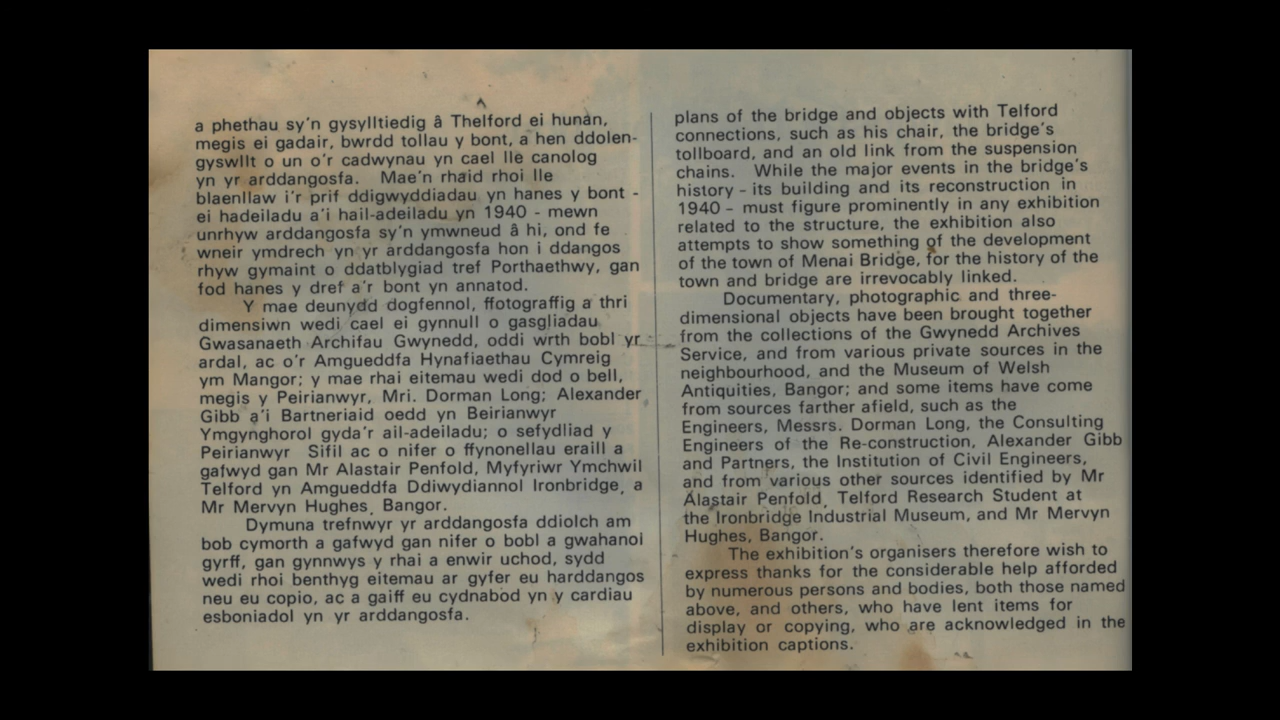 a phethau sy'n gysylltiedig â Thelford ei hunan,
megis ei gadair, bwrdd tollau y bont, a hen ddolen-
gyswllt o un o'r cadwynau yn cael lle canolog
yn yr arddangosfa. Mae'n rhaid rhoi lle
blaenllaw i'r prif ddigwyddiadau yn hanes y bont -
ei hadeiladu a'i hail-adeiladu yn 1940 - mewn
unrhyw arddangosfa sy'n ymwneud â hi, ond fe
wneir ymdrech yn yr arddangosfa hon i ddangos
rhyw gymaint o ddatblygiad tref Porthaethwy, gan
fod hanes y dref a'r bont yn annatod.
Y mae deunydd dogfennol, ffotograffig a thri
dimensiwn wedi cael ei gynnull o gasgliadau
Gwasanaeth Archifau Gwynedd, oddi wrth bobl yr
ardal, ac o'r Amgueddfa Hynafiaethau Cymreig
ym Mangor; y mae rhai eitemau wedi dod o bell,
megis y Peirianwyr, Mri. Dorman Long; Alexander
Gibb a'i Bartneriaid oedd yn Beirianwyr
Ymgynghorol gyda'r ail-adeiladu; o sefydliad y
Peirianwyr Sifil ac o nifer o ffynonellau eraill a
gafwyd gan Mr Alastair Penfold, Myfyriwr Ymchwil
Telford yn Amgueddfa Ddiwydiannol Ironbridge, a
Mr Mervyn Hughes, Bangor.
Dymuna trefnwyr yr arddangosfa ddiolch am
bob cymorth a gafwyd gan nifer o bobl a gwahanol
gyrff, gan gynnwys y rhai a enwir uchod, sydd
wedi rhoi benthyg eitemau ar gyfer eu harddangos
neu eu copio, ac a gaiff eu cydnabod yn y cardiau
esboniadol yn yr arddangosfa.
plans of the bridge and objects with Telford
connections, such as his chair, the bridge's
tollboard, and an old link from the suspension
chains. While the major events in the bridge's
history - its building and its reconstruction in
1940 - must figure prominently in any exhibition
related to the structure, the exhibition also
attempts to show something of the development
of the town of Menai Bridge, for the history of the
town and bridge are irrevocably linked.
Documentary, photographic and three-
dimensional objects have been brought together
from the collections of the Gwynedd Archives
Service, and from various private sources in the
neighbourhood, and the Museum of Welsh
Antiquities, Bangor; and some items have come
from sources farther afield, such as the
Engineers, Messrs. Dorman Long, the Consulting
Engineers of the Re-construction, Alexander Gibb
and Partners, the Institution of Civil Engineers,
and from various other sources identified by Mr
Alastair Penfold, Telford Research Student at
the Ironbridge Industrial Museum, and Mr Mervyn
Hughes, Bangor.
The exhibition's organisers therefore wish to
express thanks for the considerable help afforded
by numerous persons and bodies, both those named
above, and others, who have lent items for
display or copying, who are acknowledged in the
exhibition captions.